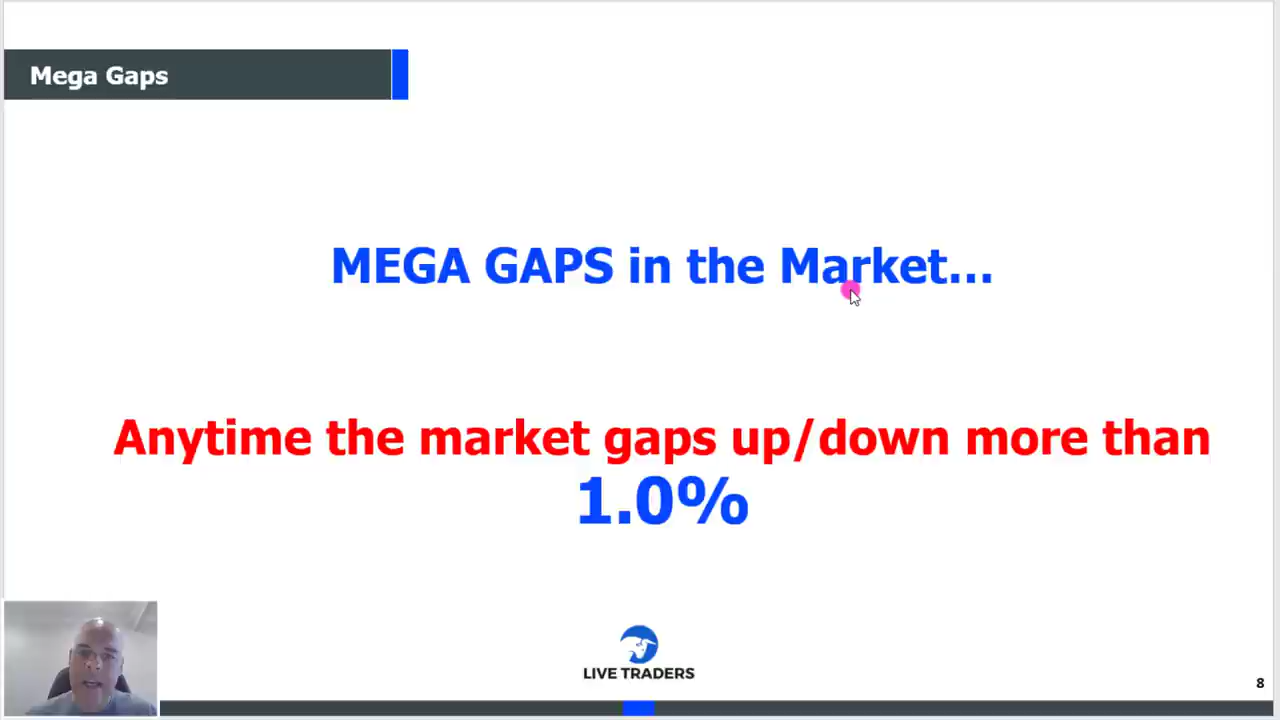 Mega Gaps
MEGA GAPS in the Market...
Anytime the market gaps up/down more than
1.0%
LIVE TRADERS
8